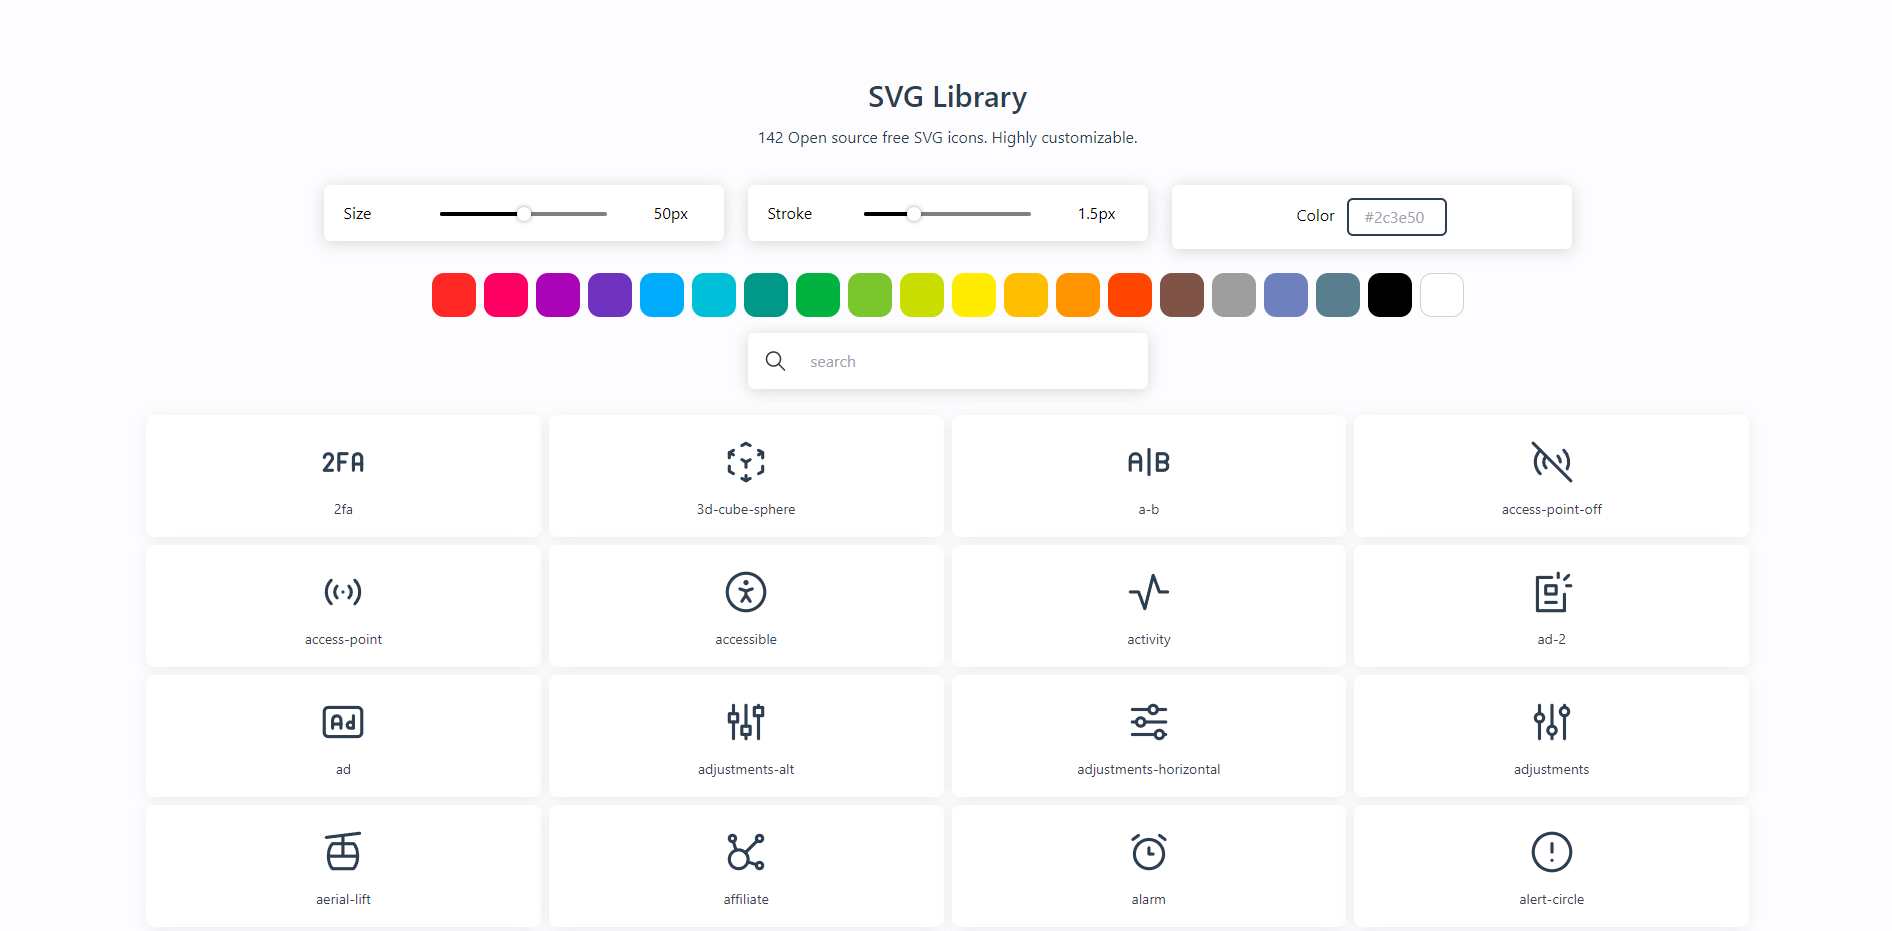 SVG Library
142 Open source free SVG icons. Highly customizable.
Size 50px Stroke 1.5px Color #2c3e50
search
2FA A|B
2fa 3d-cube-sphere a-b access-point-off
access-point accessible activity ad-2
Ad
ad adjustments-alt adjustments-horizontal adjustments
aerial-lift affiliate alarm alert-circle